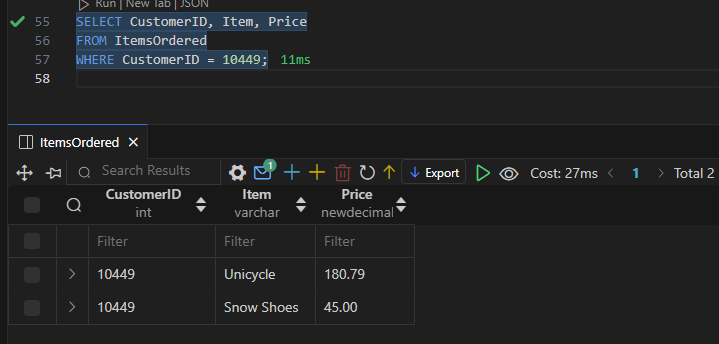 Run | New Tab | JSON
55 SELECT CustomerID, Item, Price
56 FROM ItemsOrdered
57 WHERE CustomerID = 10449; 11ms
58
ItemsOrdered
Search Results 1 Export Cost: 27ms < 1 > Total 2
CustomerID Item Price
int varchar newdecimal
Filter Filter Filter
10449 Unicycle 180.79
10449 Snow Shoes 45.00